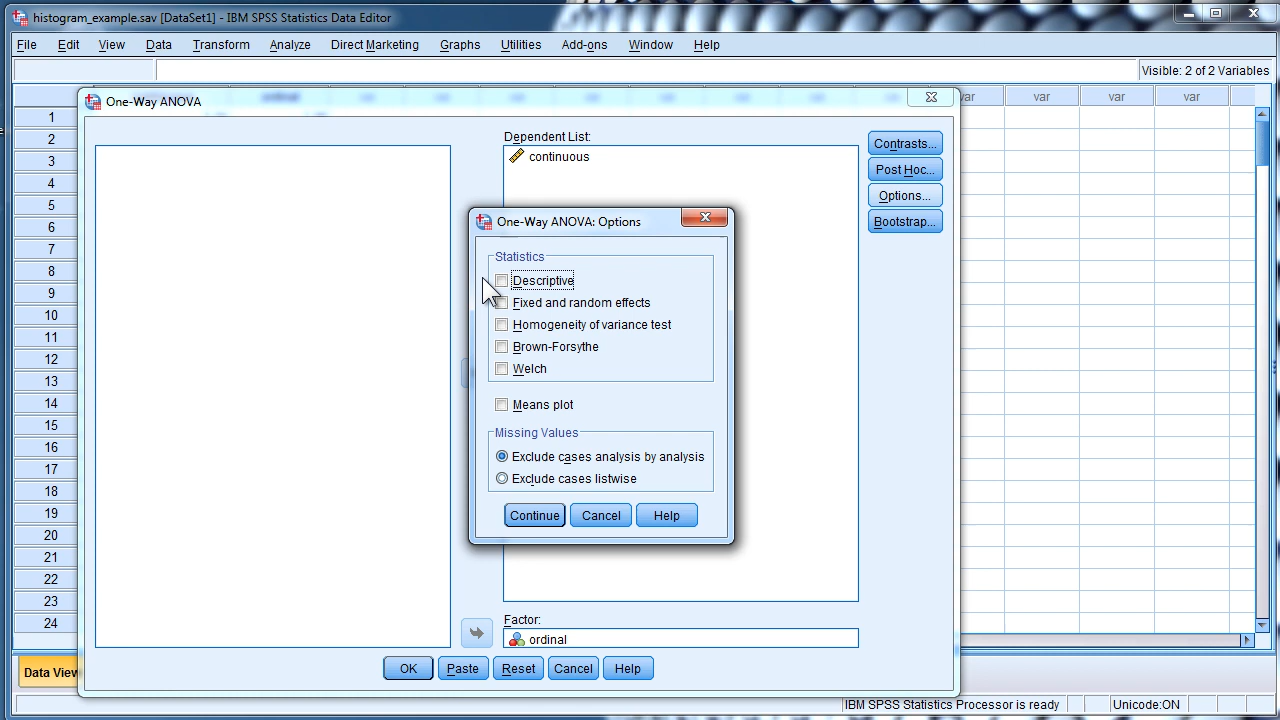 histogram_example.sav [DataSet1] - IBM SPSS Statistics Data Editor
File Edit View Data Transform Analyze Direct Marketing Graphs Utilities Add-ons Window Help
Visible: 2 of 2 Variables
One-Way ANOVA
ordinal
var var var var
1
2
3
4
5
6
7
8
9
10
11
12
13
14
15
16
17
18
19
20
21
22
23
24
Dependent List:
continuous
Contrasts...
Post Hoc...
Options...
Bootstrap...
One-Way ANOVA: Options
Statistics
Descriptive
Fixed and random effects
Homogeneity of variance test
Brown-Forsythe
Welch
Means plot
Missing Values
Exclude cases analysis by analysis
Exclude cases listwise
Continue Cancel Help
Factor:
ordinal
OK Paste Reset Cancel Help
Data View
IBM SPSS Statistics Processor is ready
Unicode:ON